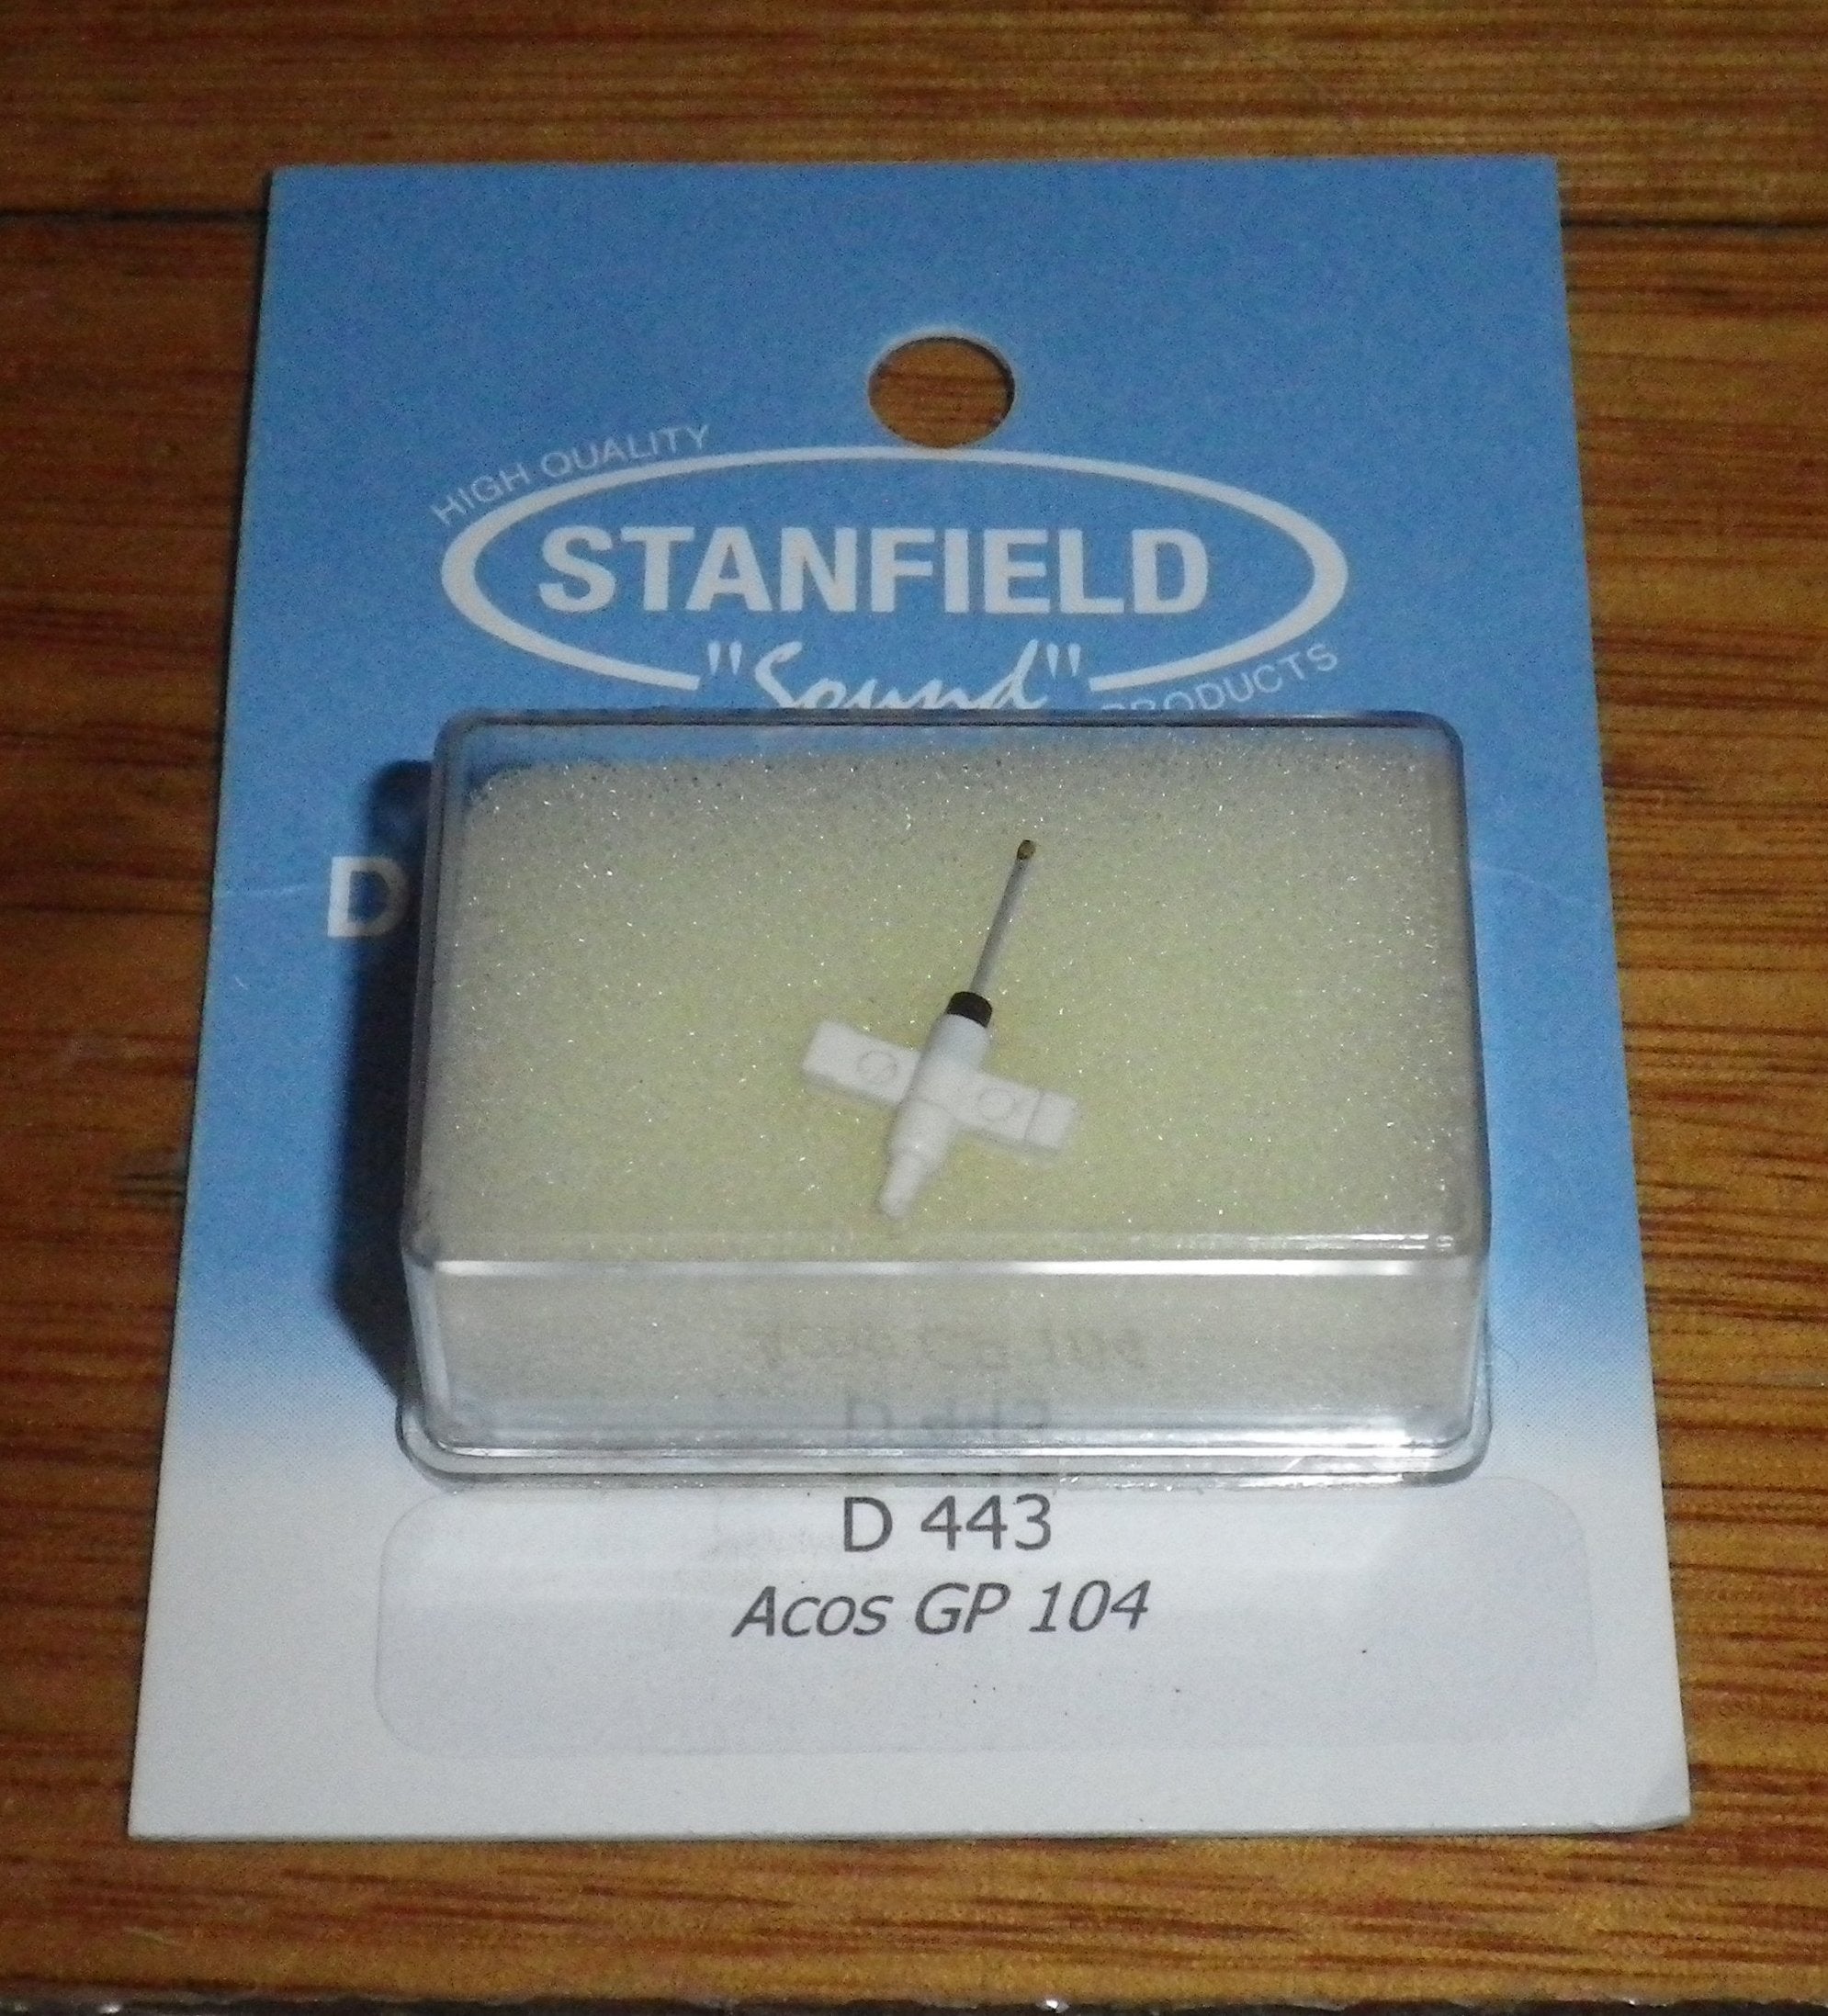 HIGH QUALITY
STANFIELD
"Sound"
PRODUCTS
D
D 443
Acos GP 104